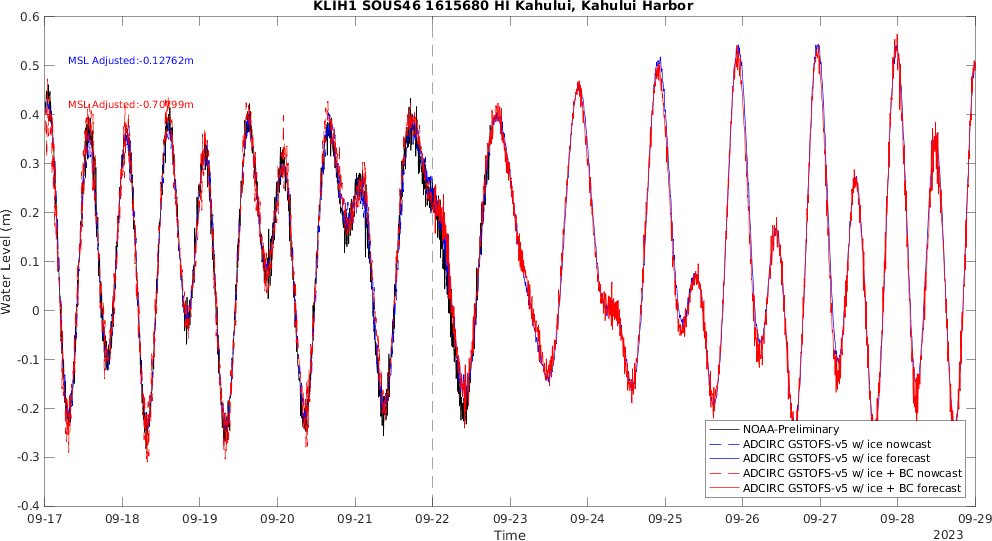 KLIH1 SOUS46 1615680 HI Kahului, Kahului Harbor
0.6
0.5
0.4
0.3
0.2
0.1
0
-0.1
-0.2
-0.3
-0.4
Water Level (m)
MSL Adjusted:-0.12762m
MSL Adjusted:-0.70799m
NOAA-Preliminary
ADCIRC GSTOFS-v5 w/ ice nowcast
ADCIRC GSTOFS-v5 w/ ice forecast
ADCIRC GSTOFS-v5 w/ ice + BC nowcast
ADCIRC GSTOFS-v5 w/ ice + BC forecast
09-17 09-18 09-19 09-20 09-21 09-22 09-23 09-24 09-25 09-26 09-27 09-28 09-29
Time
2023